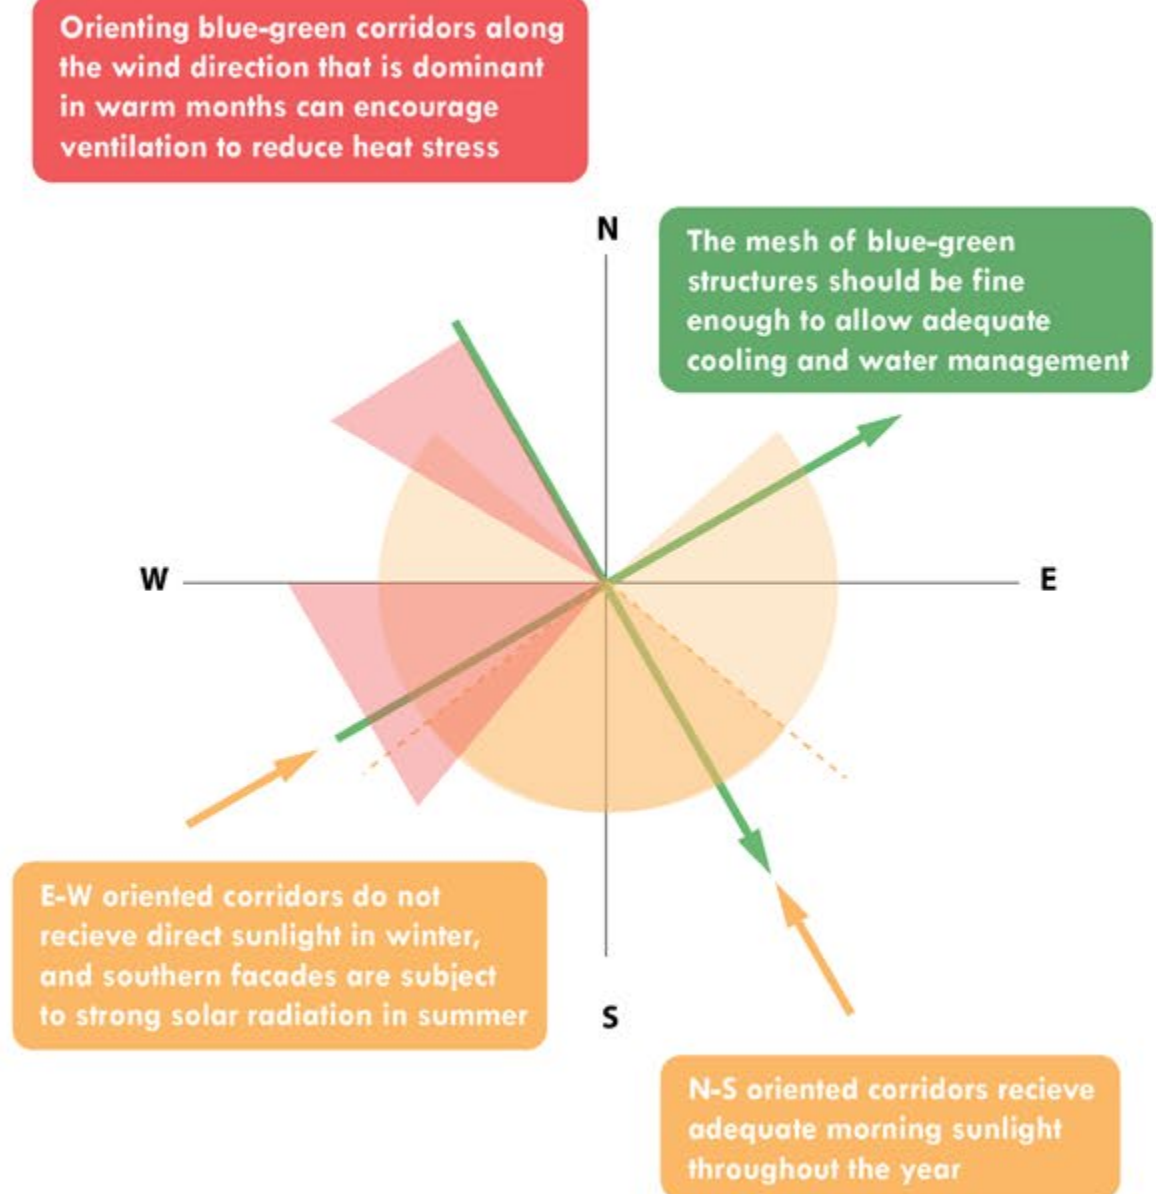 Orienting blue-green corridors along
the wind direction that is dominant
in warm months can encourage
ventilation to reduce heat stress
N
The mesh of blue-green
structures should be fine
enough to allow adequate
cooling and water management
W
E
E-W oriented corridors do not
recieve direct sunlight in winter,
and southern facades are subject
to strong solar radiation in summer
S
N-S oriented corridors recieve
adequate morning sunlight
throughout the year